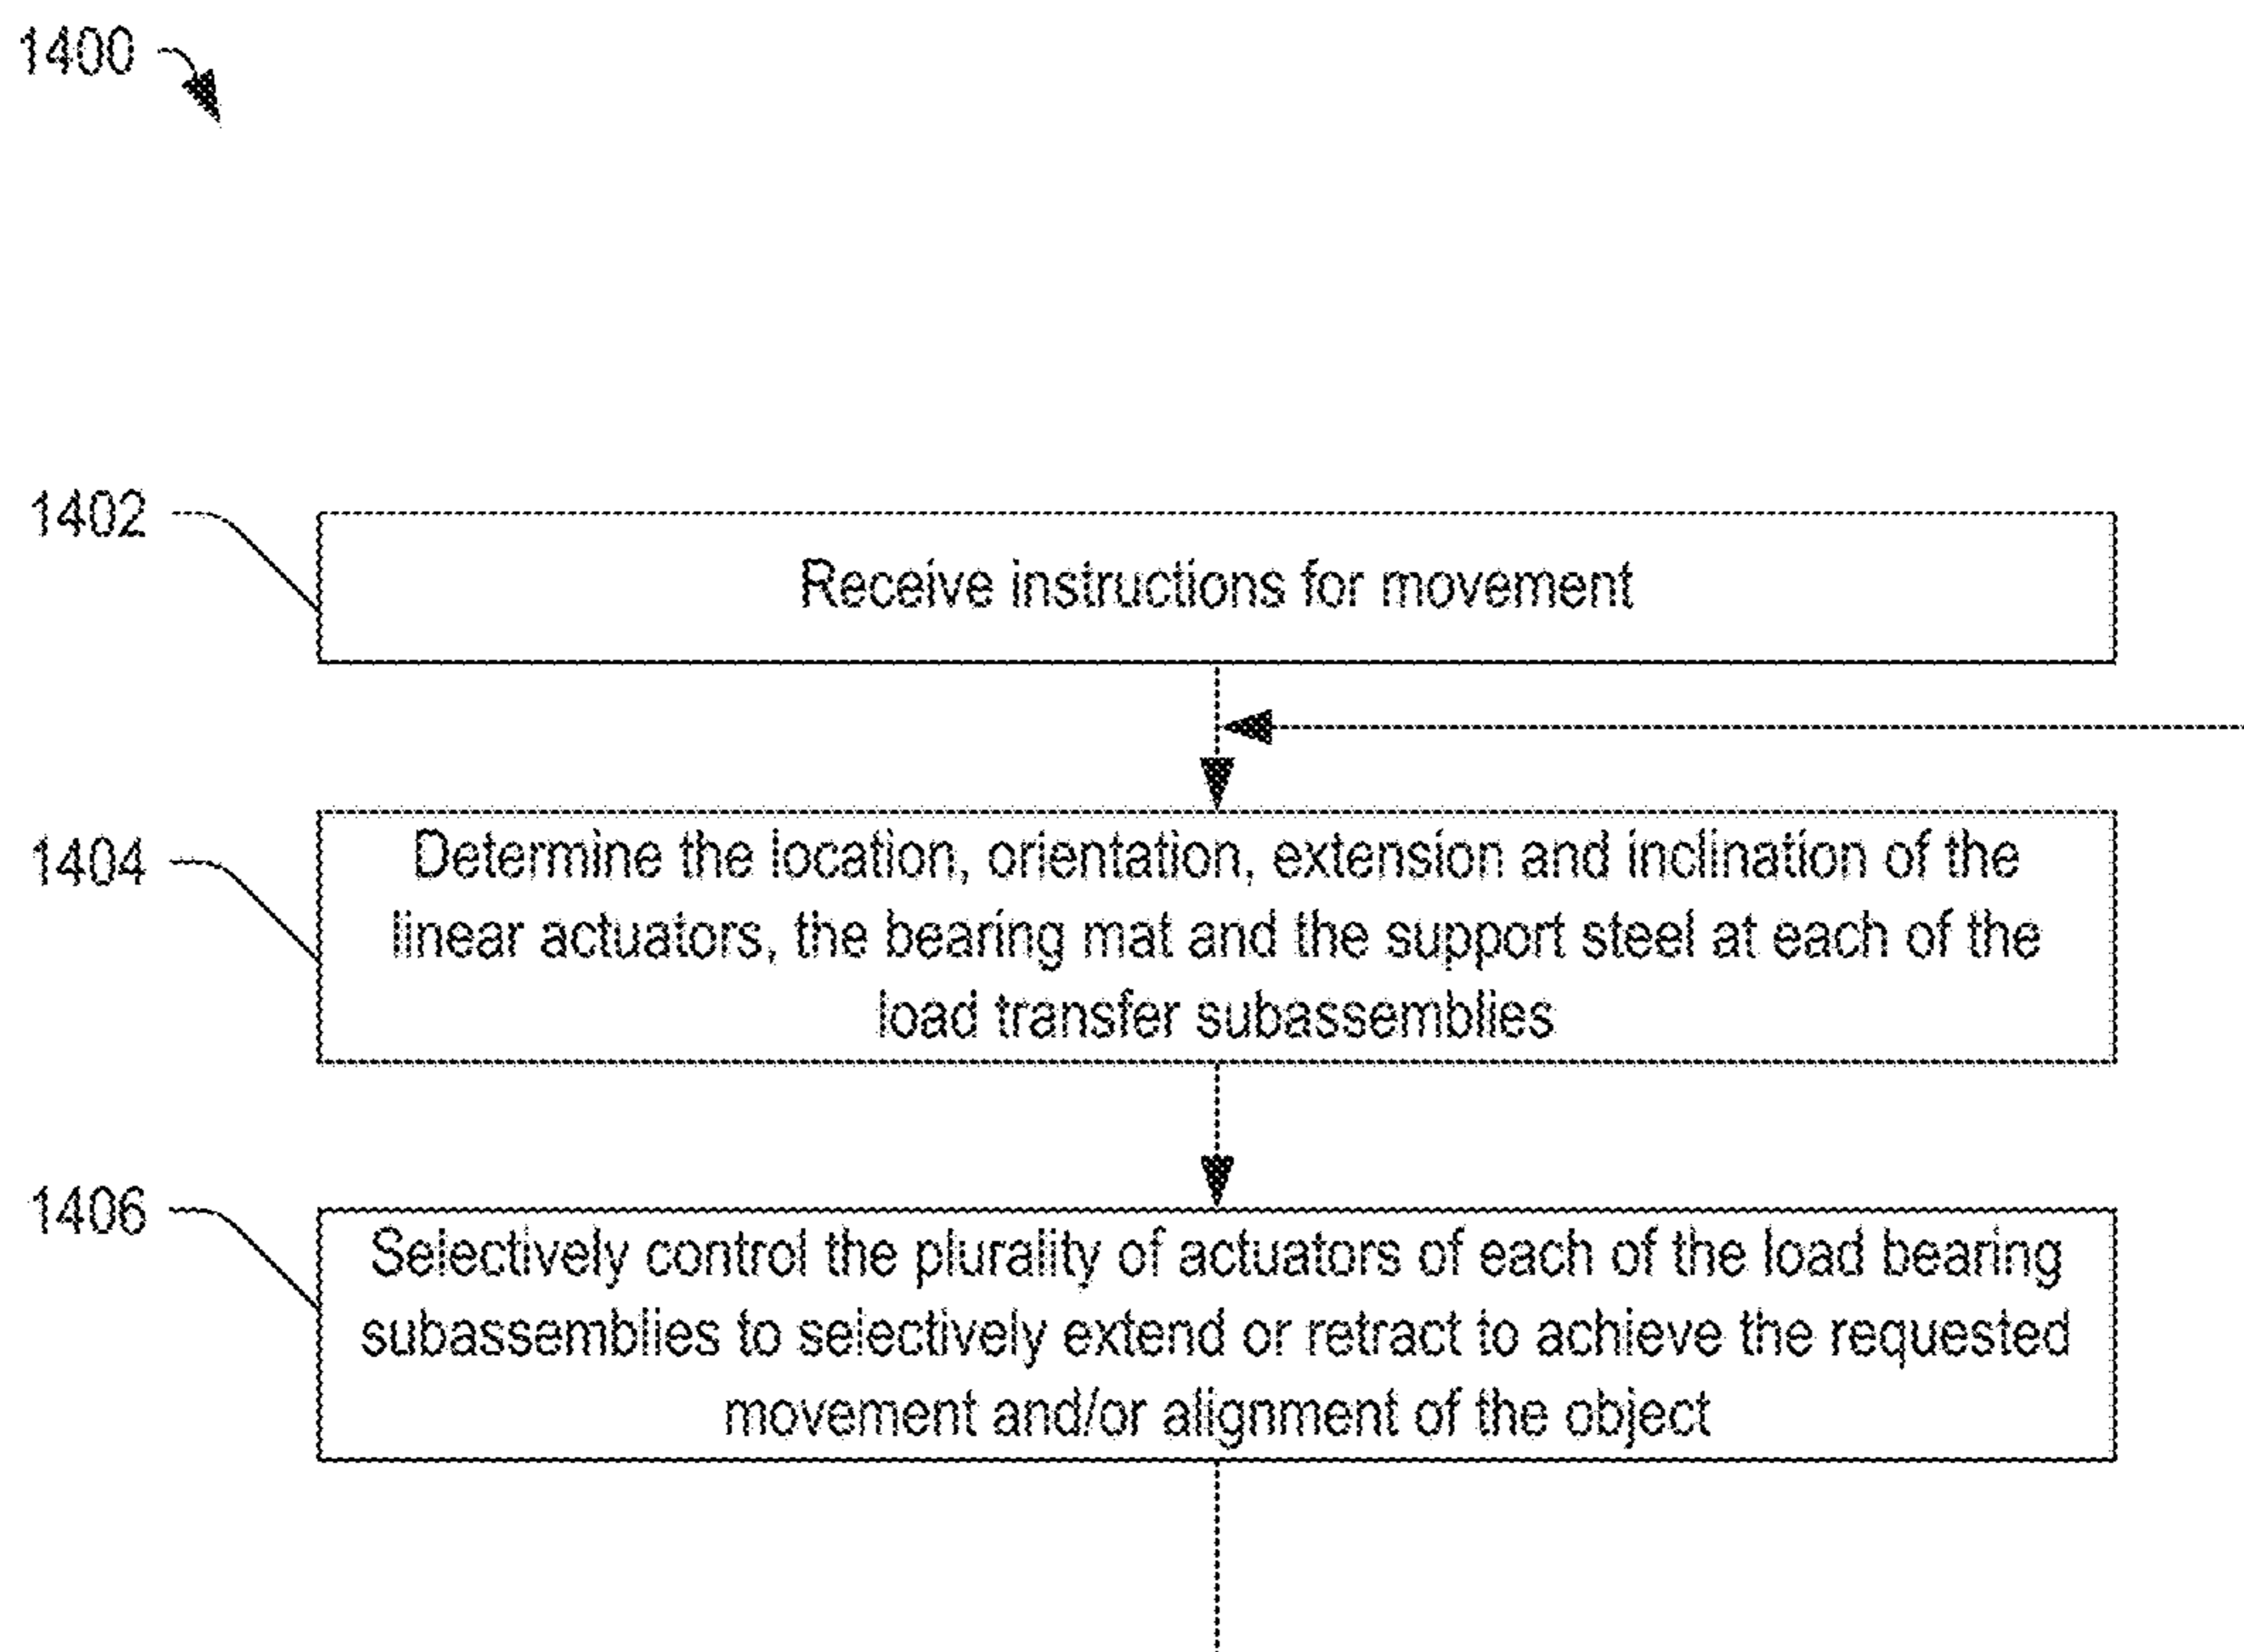 1400
1402
Receive instructions for movement
1404
Determine the location, orientation, extension and inclination of the
linear actuators, the bearing mat and the support steel at each of the
load transfer subassemblies
1406
Selectively control the plurality of actuators of each of the load bearing
subassemblies to selectively extend or retract to achieve the requested
movement and/or alignment of the object